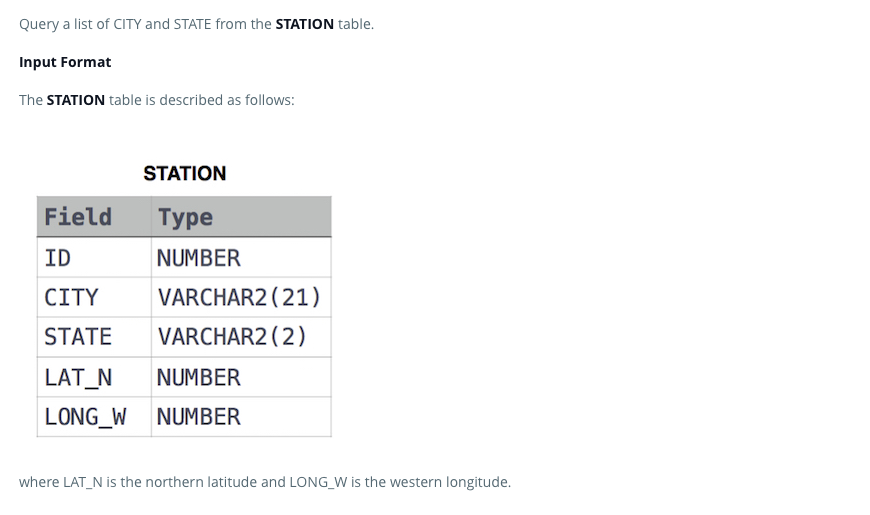 Query a list of CITY and STATE from the STATION table.
Input Format
The STATION table is described as follows:
STATION
Field Type
ID NUMBER
CITY VARCHAR2(21)
STATE VARCHAR2(2)
LAT_N NUMBER
LONG_W NUMBER
where LAT_N is the northern latitude and LONG_W is the western longitude.